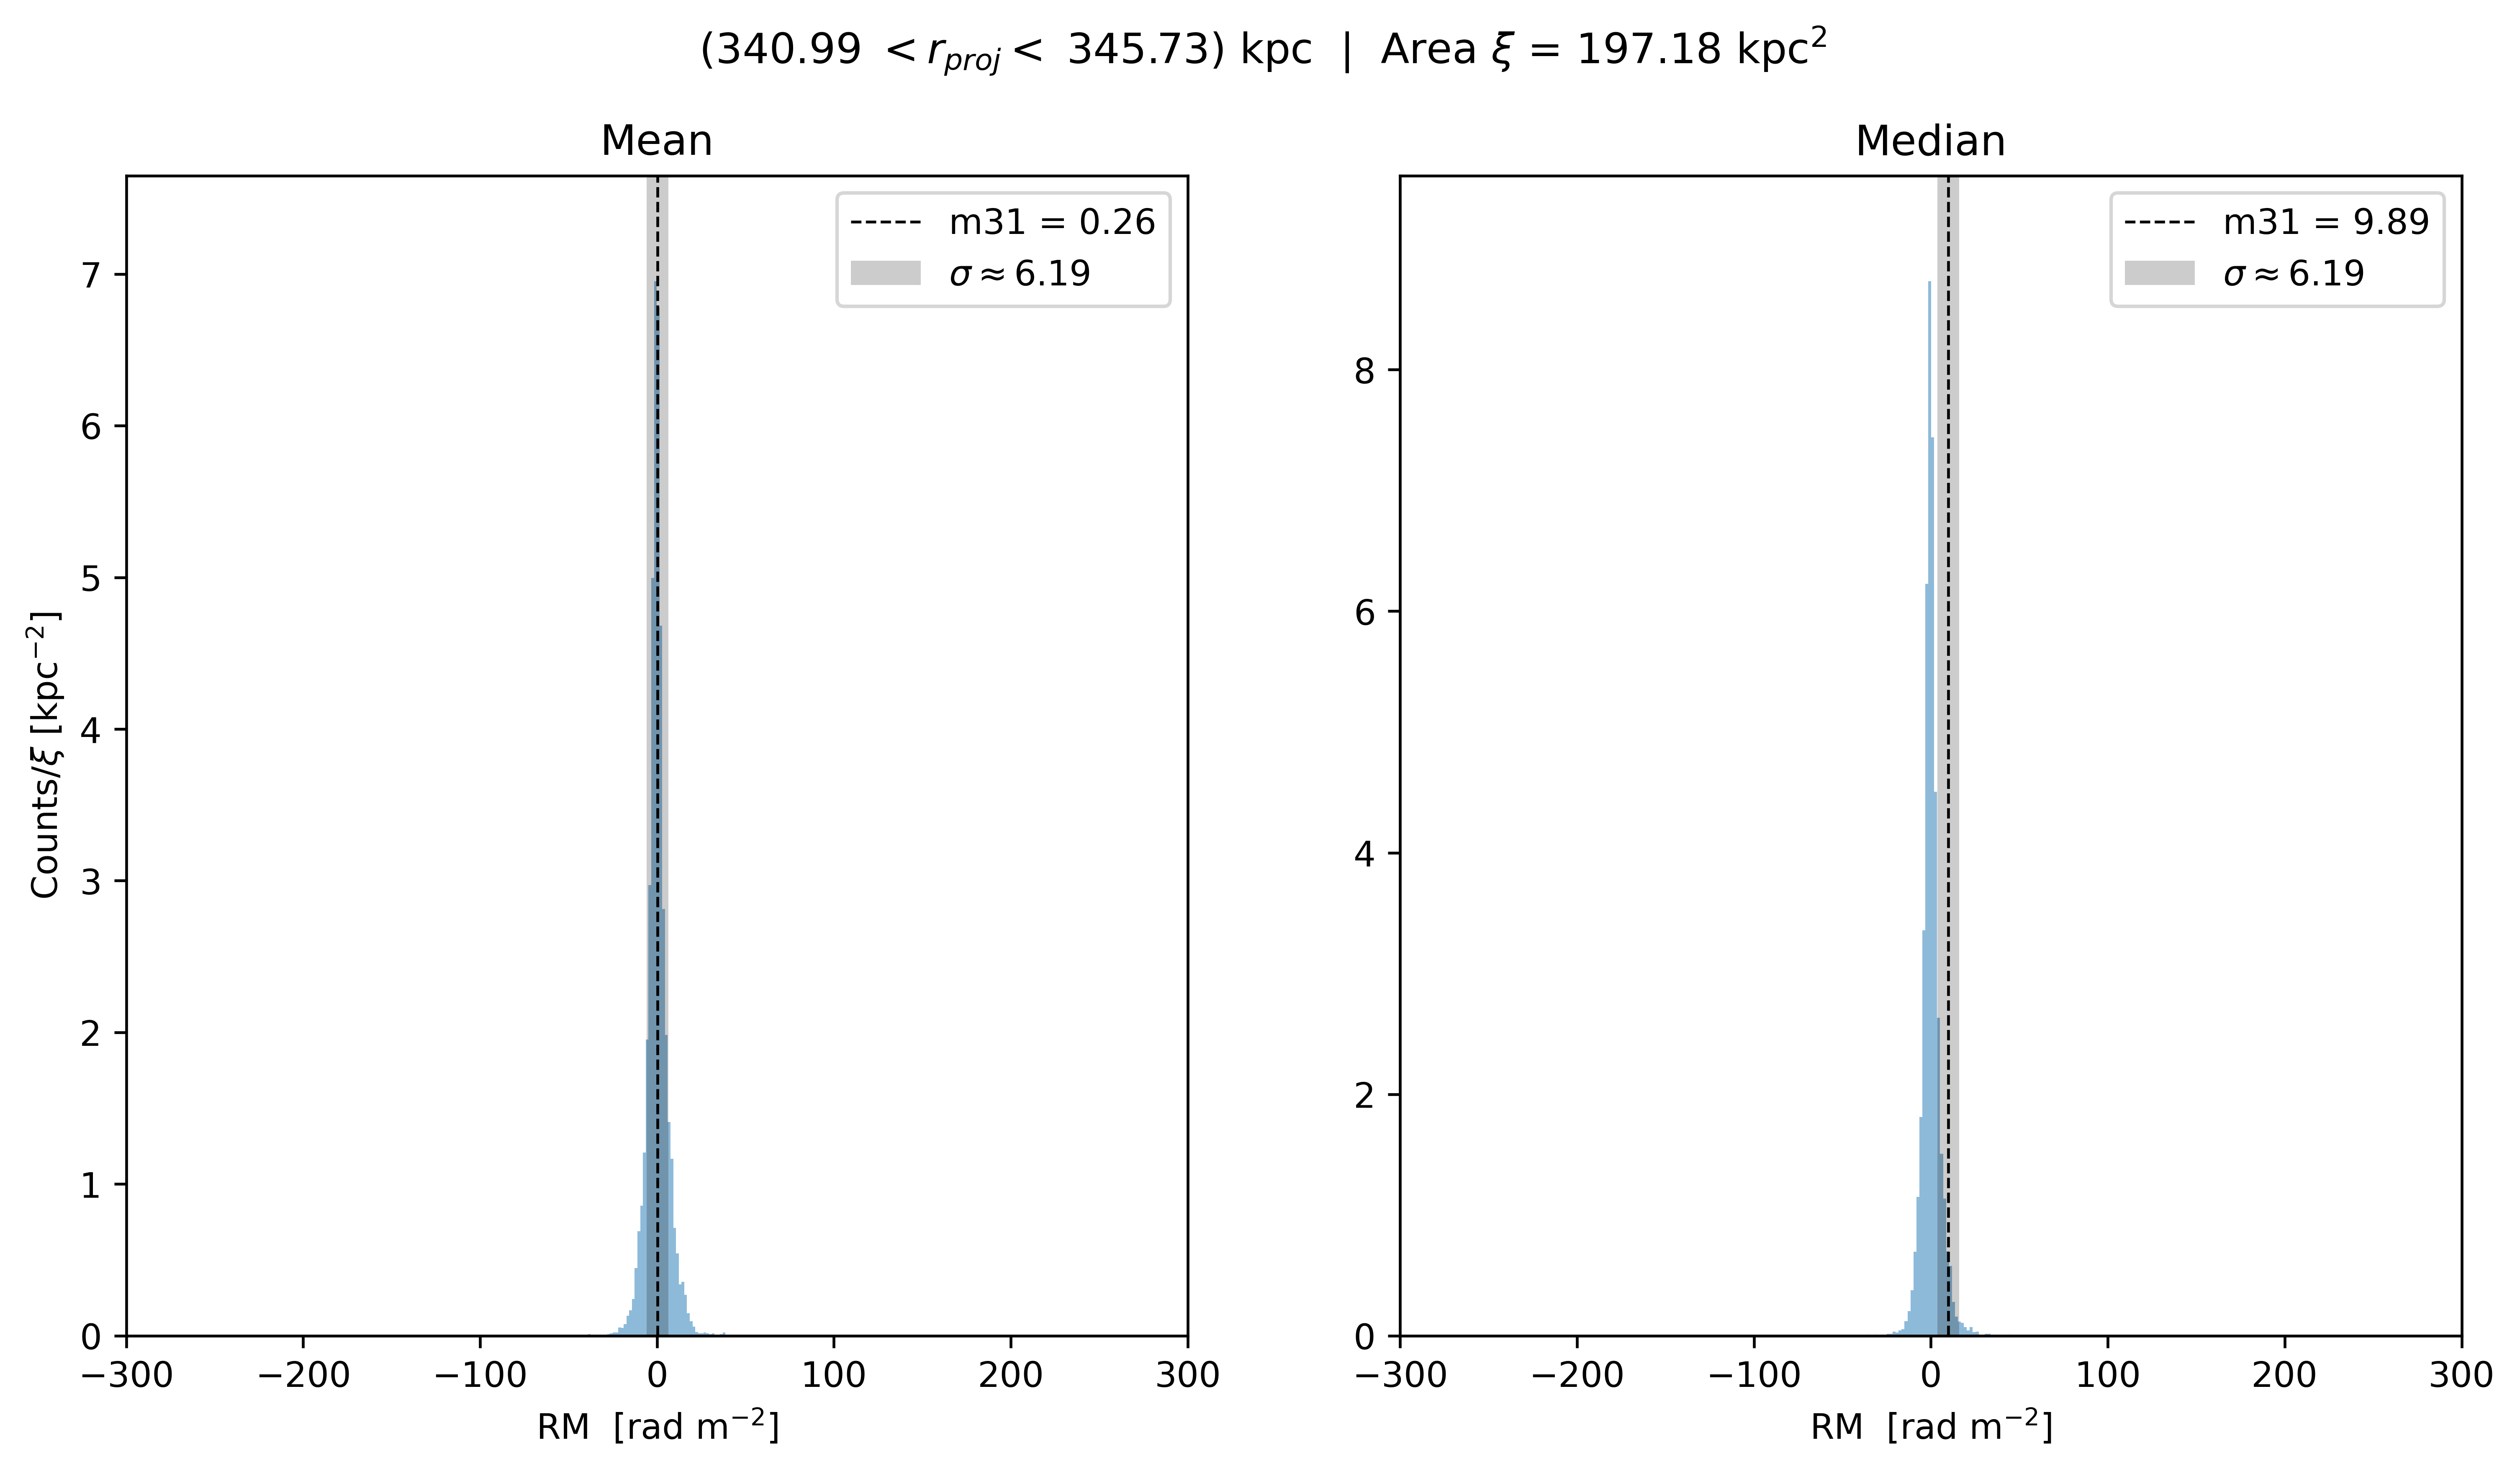 (340.99 < r_proj < 345.73) kpc | Area ξ = 197.18 kpc²
Mean
m31 = 0.26
σ ≈ 6.19
Counts/ξ [kpc⁻²]
7
6
5
4
3
2
1
0
−300 −200 −100 0 100 200 300
RM [rad m⁻²]
Median
m31 = 9.89
σ ≈ 6.19
8
6
4
2
0
−300 −200 −100 0 100 200 300
RM [rad m⁻²]